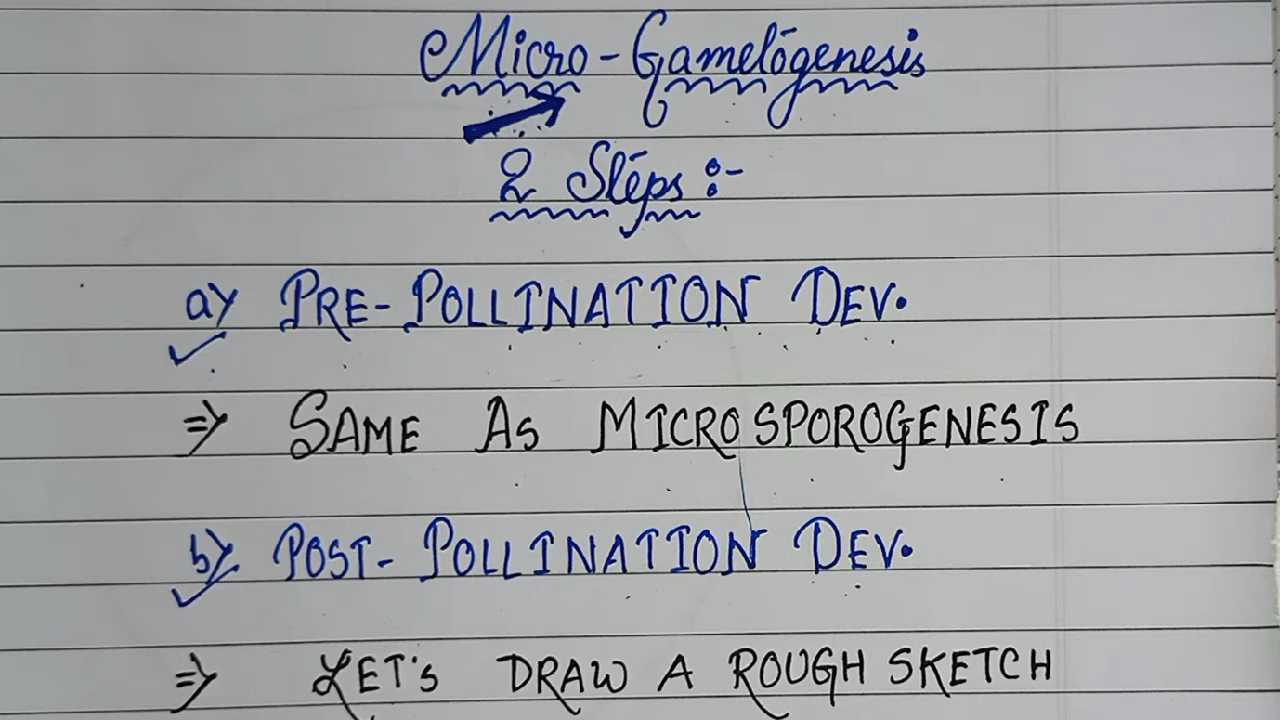 Micro-Gametogenesis
2 Steps :-
a) PRE-POLLINATION DEV.
⇒ SAME AS MICROSPOROGENESIS
b) POST-POLLINATION DEV.
⇒ LET'S DRAW A ROUGH SKETCH